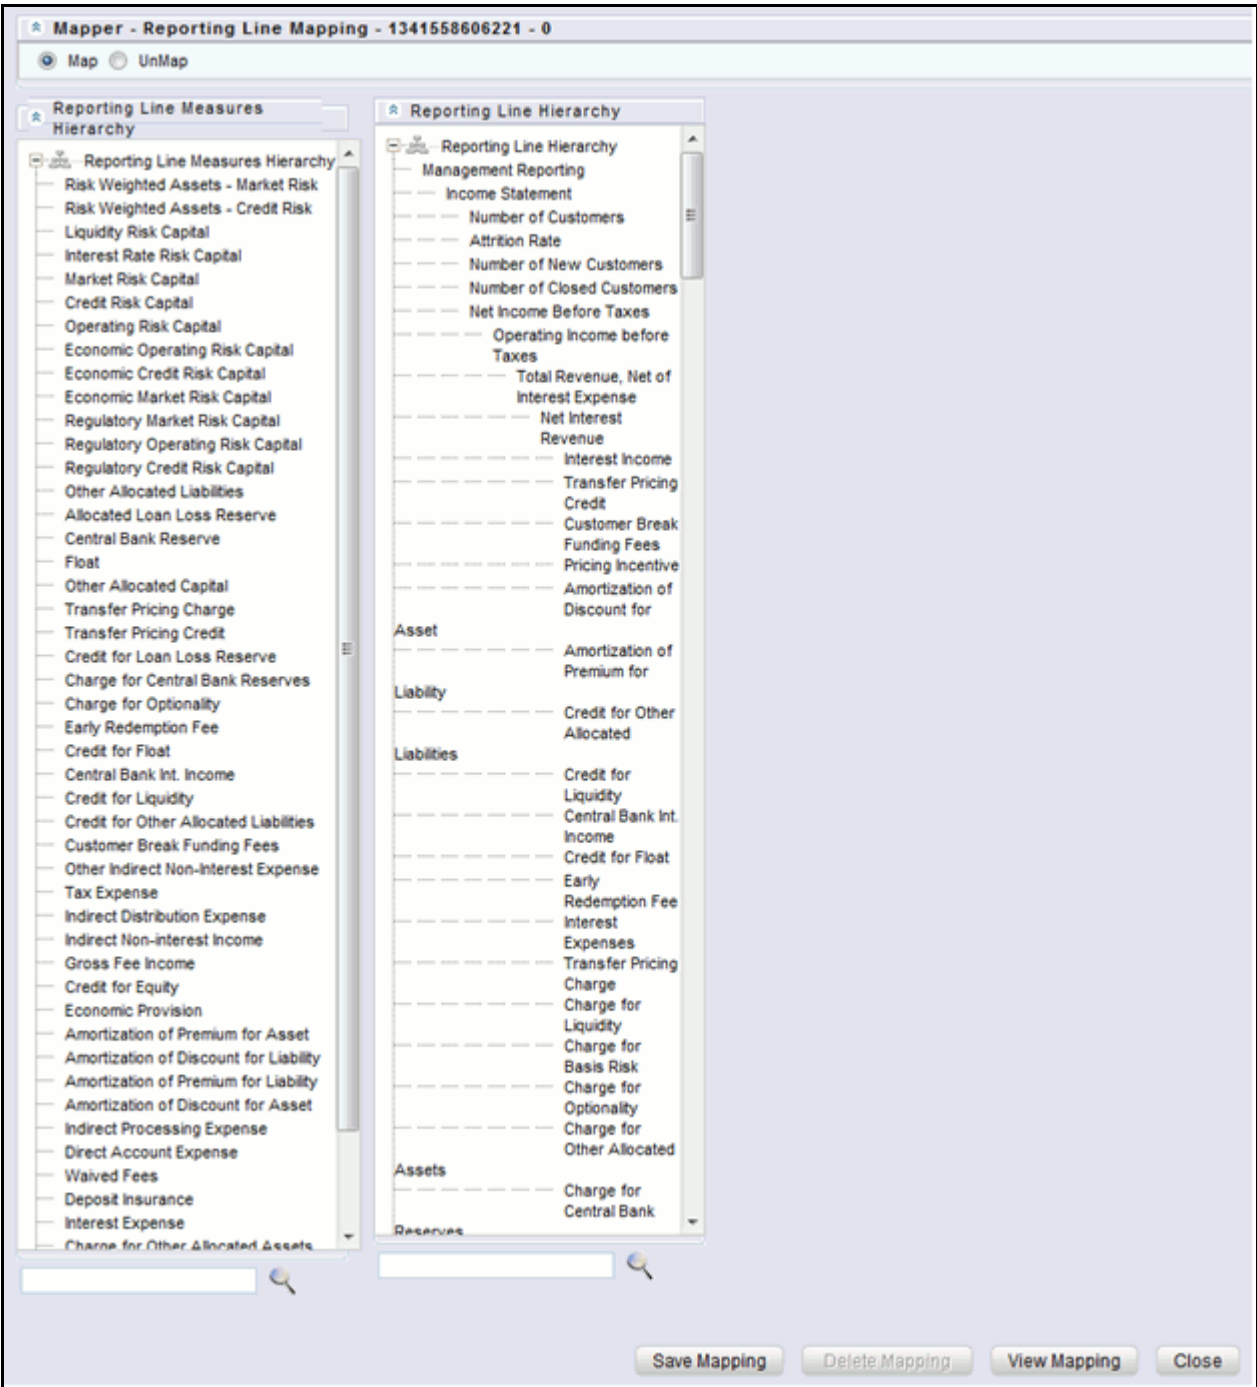 Mapper - Reporting Line Mapping - 1341558606221 - 0
Map
UnMap
Reporting Line Measures
Hierarchy
Reporting Line Measures Hierarchy
Risk Weighted Assets - Market Risk
Risk Weighted Assets - Credit Risk
Liquidity Risk Capital
Interest Rate Risk Capital
Market Risk Capital
Credit Risk Capital
Operating Risk Capital
Economic Operating Risk Capital
Economic Credit Risk Capital
Economic Market Risk Capital
Regulatory Market Risk Capital
Regulatory Operating Risk Capital
Regulatory Credit Risk Capital
Other Allocated Liabilities
Allocated Loan Loss Reserve
Central Bank Reserve
Float
Other Allocated Capital
Transfer Pricing Charge
Transfer Pricing Credit
Credit for Loan Loss Reserve
Charge for Central Bank Reserves
Charge for Optionality
Early Redemption Fee
Credit for Float
Central Bank Int. Income
Credit for Liquidity
Credit for Other Allocated Liabilities
Customer Break Funding Fees
Other Indirect Non-Interest Expense
Tax Expense
Indirect Distribution Expense
Indirect Non-interest Income
Gross Fee Income
Credit for Equity
Economic Provision
Amortization of Premium for Asset
Amortization of Discount for Liability
Amortization of Premium for Liability
Amortization of Discount for Asset
Indirect Processing Expense
Direct Account Expense
Waived Fees
Deposit Insurance
Interest Expense
Charge for Other Allocated Assets
Reporting Line Hierarchy
Reporting Line Hierarchy
Management Reporting
Income Statement
Number of Customers
Attrition Rate
Number of New Customers
Number of Closed Customers
Net Income Before Taxes
Operating Income before
Taxes
Total Revenue, Net of
Interest Expense
Net Interest
Revenue
Interest Income
Transfer Pricing
Credit
Customer Break
Funding Fees
Pricing Incentive
Amortization of
Discount for
Asset
Amortization of
Premium for
Liability
Credit for Other
Allocated
Liabilities
Credit for
Liquidity
Central Bank Int.
Income
Credit for Float
Early
Redemption Fee
Interest
Expenses
Transfer Pricing
Charge
Charge for
Liquidity
Charge for
Basis Risk
Charge for
Optionality
Charge for
Other Allocated
Assets
Charge for
Central Bank
Reserves
Save Mapping
Delete Mapping
View Mapping
Close